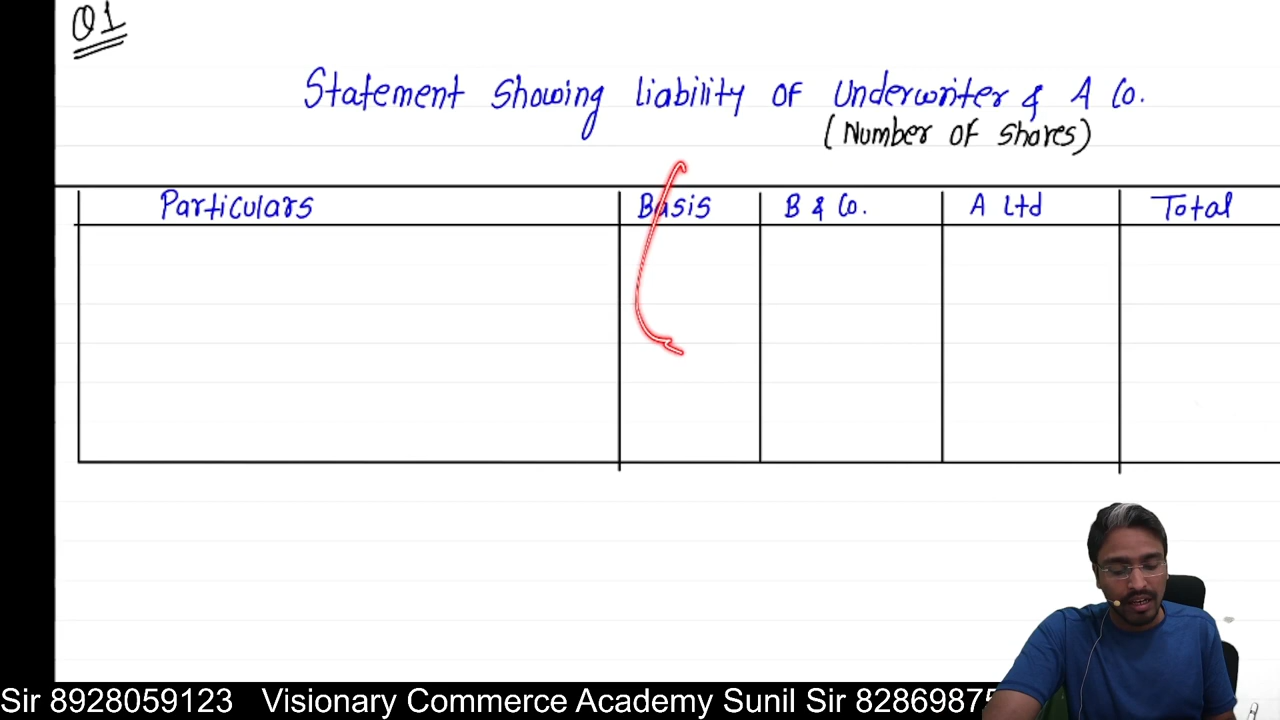 Q1
Statement Showing liability of Underwriter & A Co.
(Number of shares)
Particulars Basis B & Co. A Ltd Total
Sir 8928059123 Visionary Commerce Academy Sunil Sir 82869875